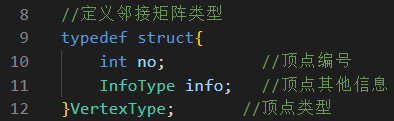 8 //定义邻接矩阵类型
9 typedef struct{
10 int no; //顶点编号
11 InfoType info; //顶点其他信息
12 }VertexType; //顶点类型